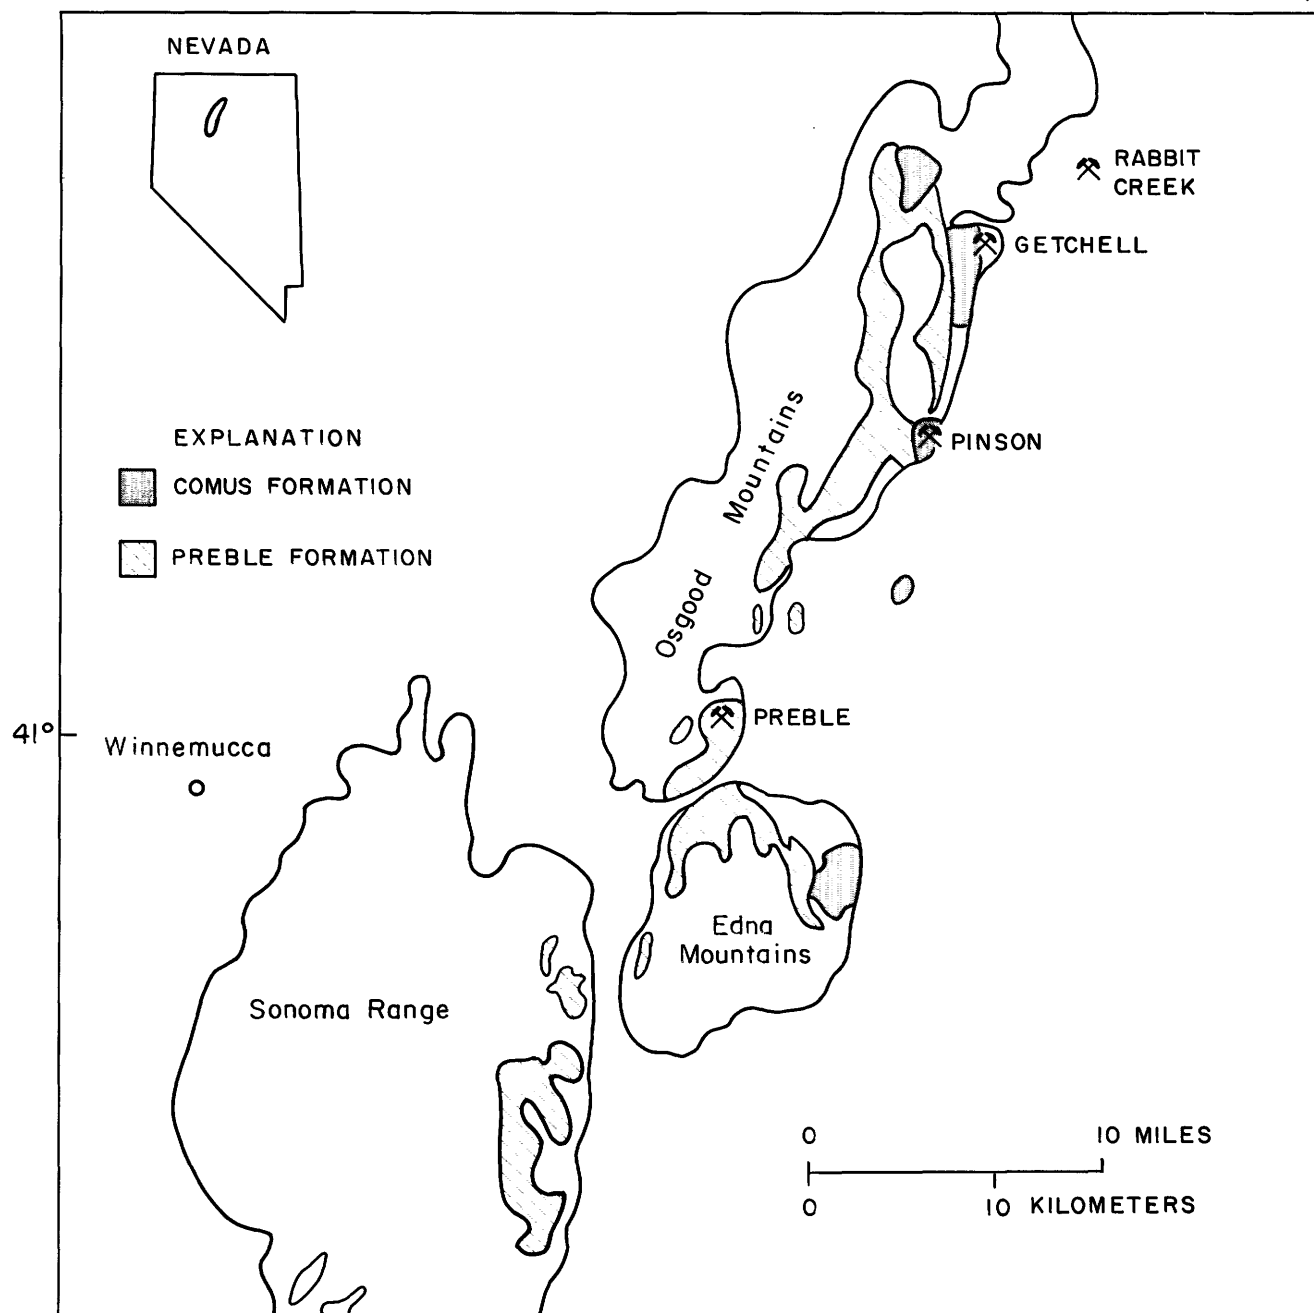 NEVADA
RABBIT
CREEK
GETCHELL
EXPLANATION
COMUS FORMATION
PREBLE FORMATION
PINSON
Osgood Mountains
PREBLE
41°
Winnemucca
Edna
Mountains
Sonoma Range
0 10 MILES
0 10 KILOMETERS